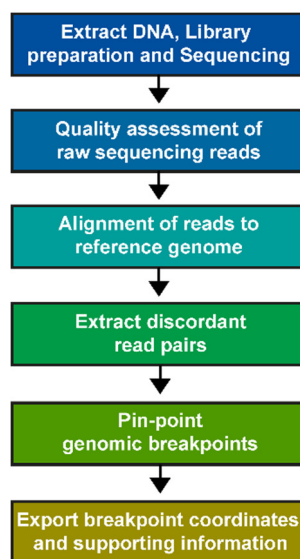 Extract DNA, Library
preparation and Sequencing
Quality assessment of
raw sequencing reads
Alignment of reads to
reference genome
Extract discordant
read pairs
Pin-point
genomic breakpoints
Export breakpoint coordinates
and supporting information